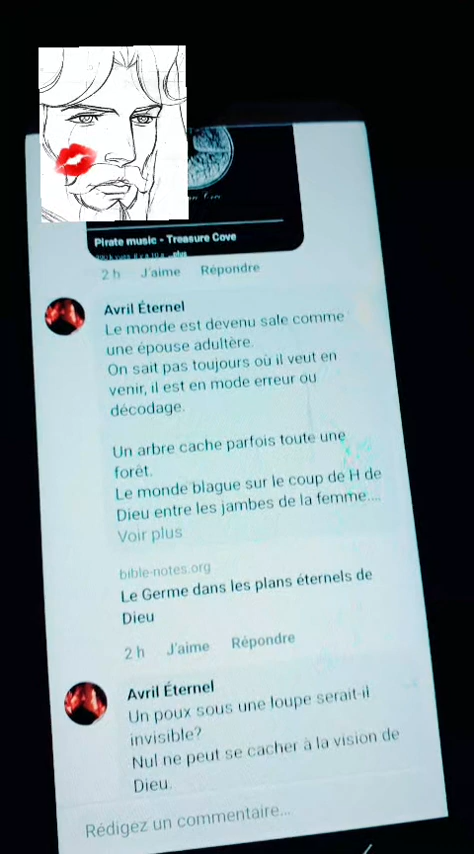 Pirate music - Treasure Cove
2 h J'aime Répondre
Avril Éternel
Le monde est devenu sale comme
une épouse adultère.
On sait pas toujours où il veut en
venir, il est en mode erreur ou
décodage.
Un arbre cache parfois toute une
forêt.
Le monde blague sur le coup de H de
Dieu entre les jambes de la femme....
Voir plus
bible-notes.org
Le Germe dans les plans éternels de
Dieu
2 h J'aime Répondre
Avril Éternel
Un poux sous une loupe serait-il
invisible?
Nul ne peut se cacher à la vision de
Dieu.
Rédigez un commentaire...